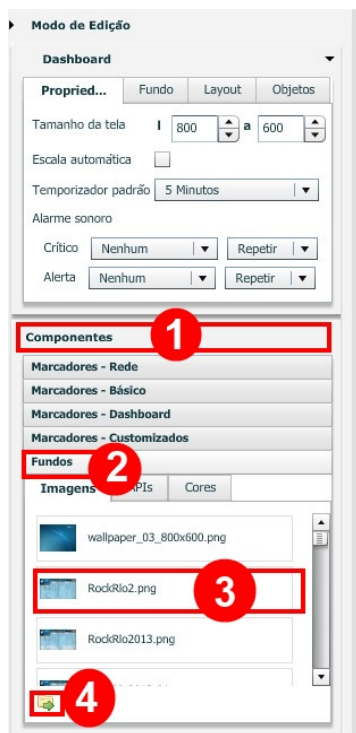 Modo de Edição
Dashboard
Propried... Fundo Layout Objetos
Tamanho da tela l 800 a 600
Escala automática
Temporizador padrão 5 Minutos
Alarme sonoro
Crítico Nenhum Repetir
Alerta Nenhum Repetir
Componentes 1
Marcadores - Rede
Marcadores - Básico
Marcadores - Dashboard
Marcadores - Customizados
Fundos 2
Imagens APIs Cores
wallpaper_03_800x600.png
RockRio2.png 3
RockRio2013.png
4